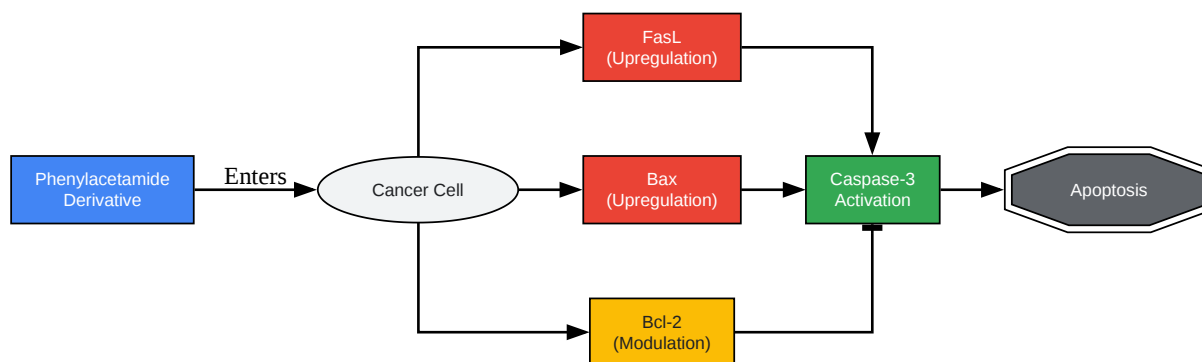 Phenylacetamide
Derivative
Enters
Cancer Cell
FasL
(Upregulation)
Bax
(Upregulation)
Bcl-2
(Modulation)
Caspase-3
Activation
Apoptosis